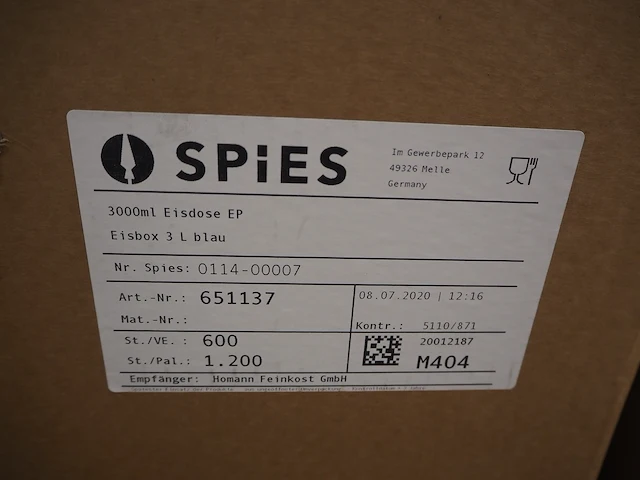 SPiES
Im Gewerbepark 12
49326 Melle
Germany
3000ml Eisdose EP
Eisbox 3 L blau
Nr. Spies: 0114-00007
Art.-Nr.: 651137
08.07.2020 | 12:16
Mat.-Nr.:
Kontr.: 5110/871
St./VE. : 600
20012187
St./Pal.: 1.200
M404
Empfänger: Homann Feinkost GmbH